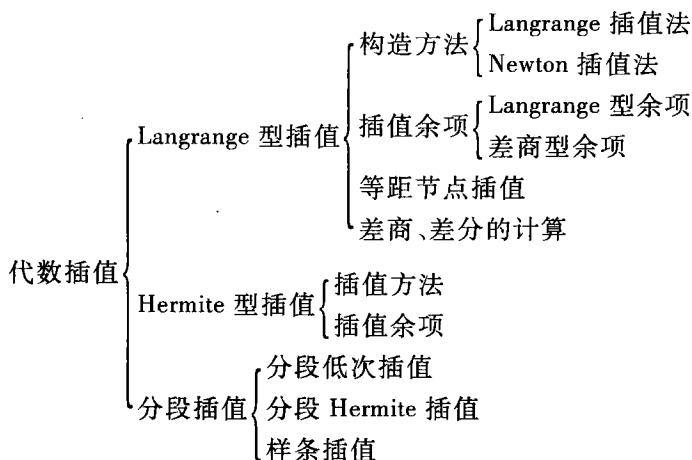 代数插值
Langrange 型插值
构造方法
Langrange 插值法
Newton 插值法
插值余项
Langrange 型余项
差商型余项
等距节点插值
差商、差分的计算
Hermite 型插值
插值方法
插值余项
分段插值
分段低次插值
分段 Hermite 插值
样条插值